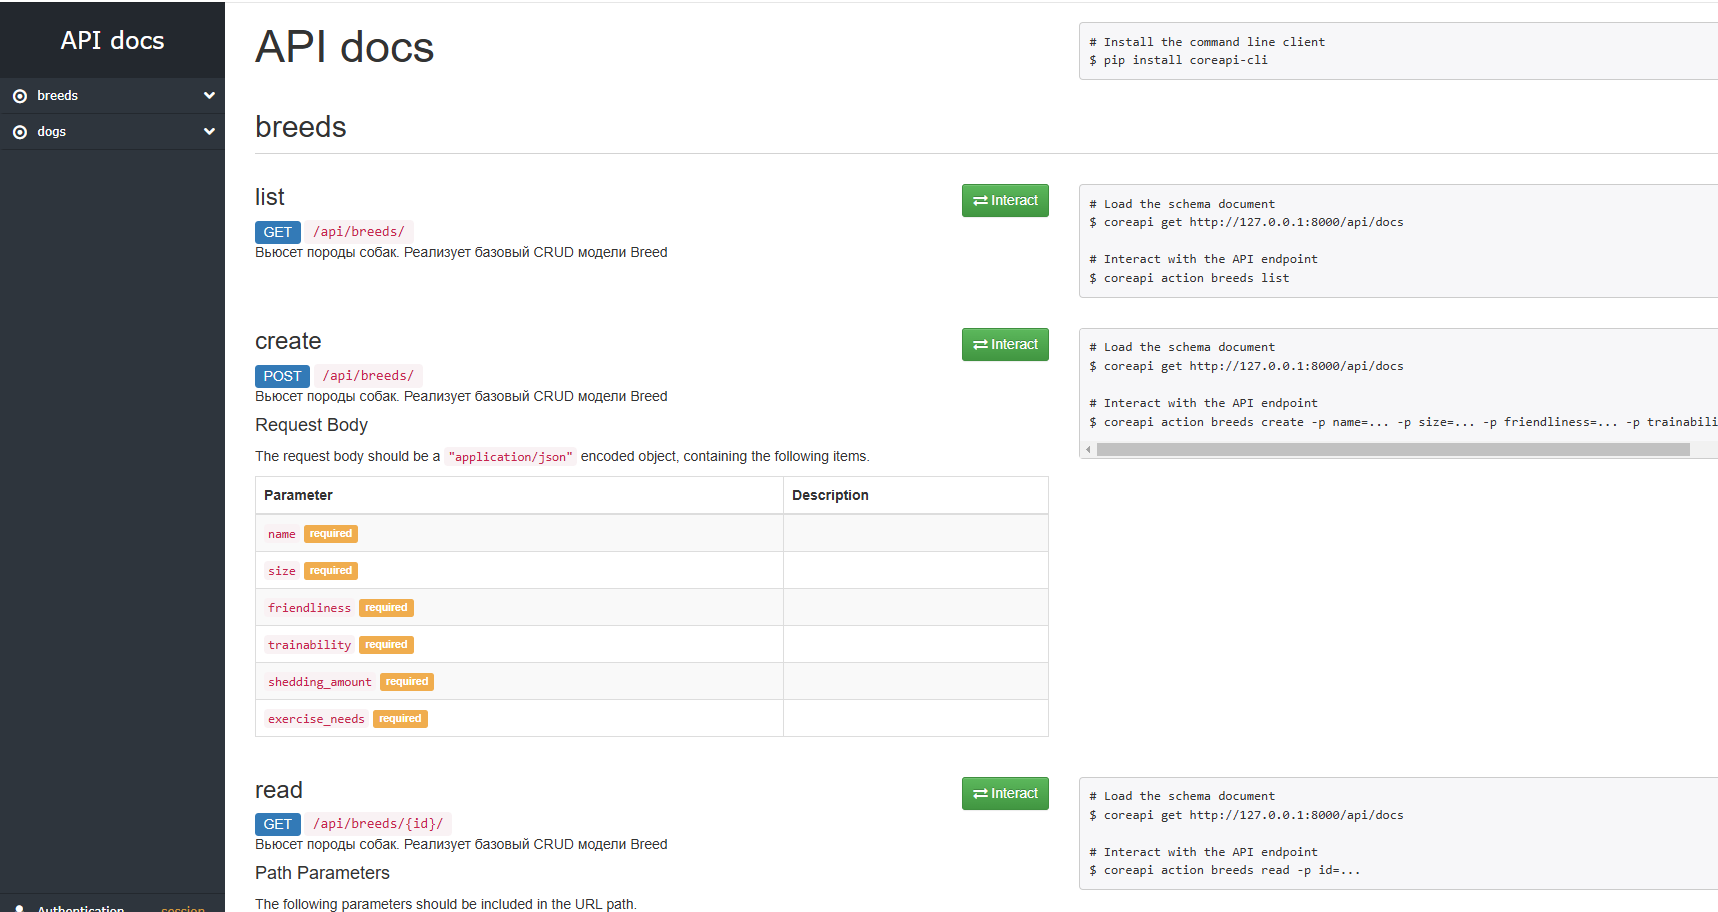 API docs
breeds
dogs
Authentication session
API docs
# Install the command line client
$ pip install coreapi-cli
breeds
list
Interact
GET /api/breeds/
Вьюсет породы собак. Реализует базовый CRUD модели Breed
# Load the schema document
$ coreapi get http://127.0.0.1:8000/api/docs
# Interact with the API endpoint
$ coreapi action breeds list
create
Interact
POST /api/breeds/
Вьюсет породы собак. Реализует базовый CRUD модели Breed
Request Body
The request body should be a "application/json" encoded object, containing the following items.
Parameter Description
name required
size required
friendliness required
trainability required
shedding_amount required
exercise_needs required
# Load the schema document
$ coreapi get http://127.0.0.1:8000/api/docs
# Interact with the API endpoint
$ coreapi action breeds create -p name=... -p size=... -p friendliness=... -p trainabili
read
Interact
GET /api/breeds/{id}/
Вьюсет породы собак. Реализует базовый CRUD модели Breed
Path Parameters
The following parameters should be included in the URL path.
# Load the schema document
$ coreapi get http://127.0.0.1:8000/api/docs
# Interact with the API endpoint
$ coreapi action breeds read -p id=...